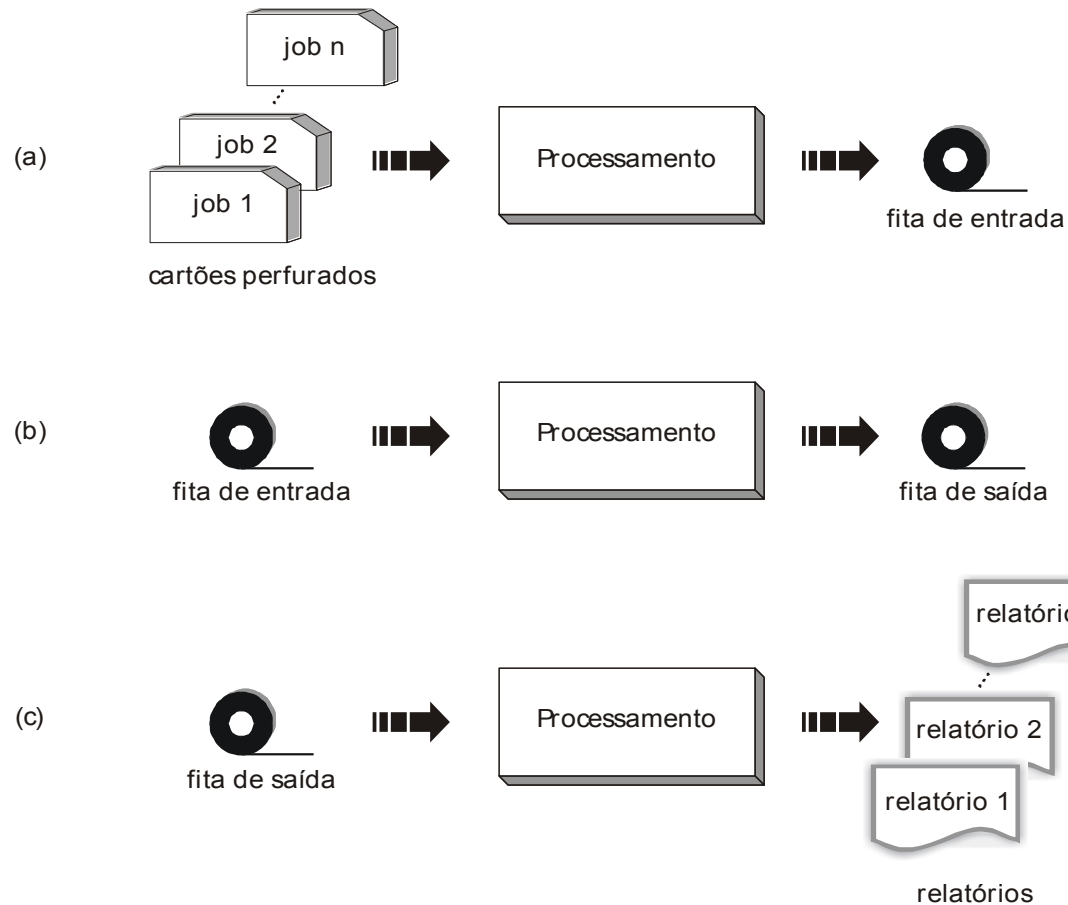 job n
job 2
job 1
cartões perfurados
(a)
Processamento
fita de entrada
(b)
fita de entrada
Processamento
fita de saída
(c)
fita de saída
Processamento
relatório
relatório 2
relatório 1
relatórios